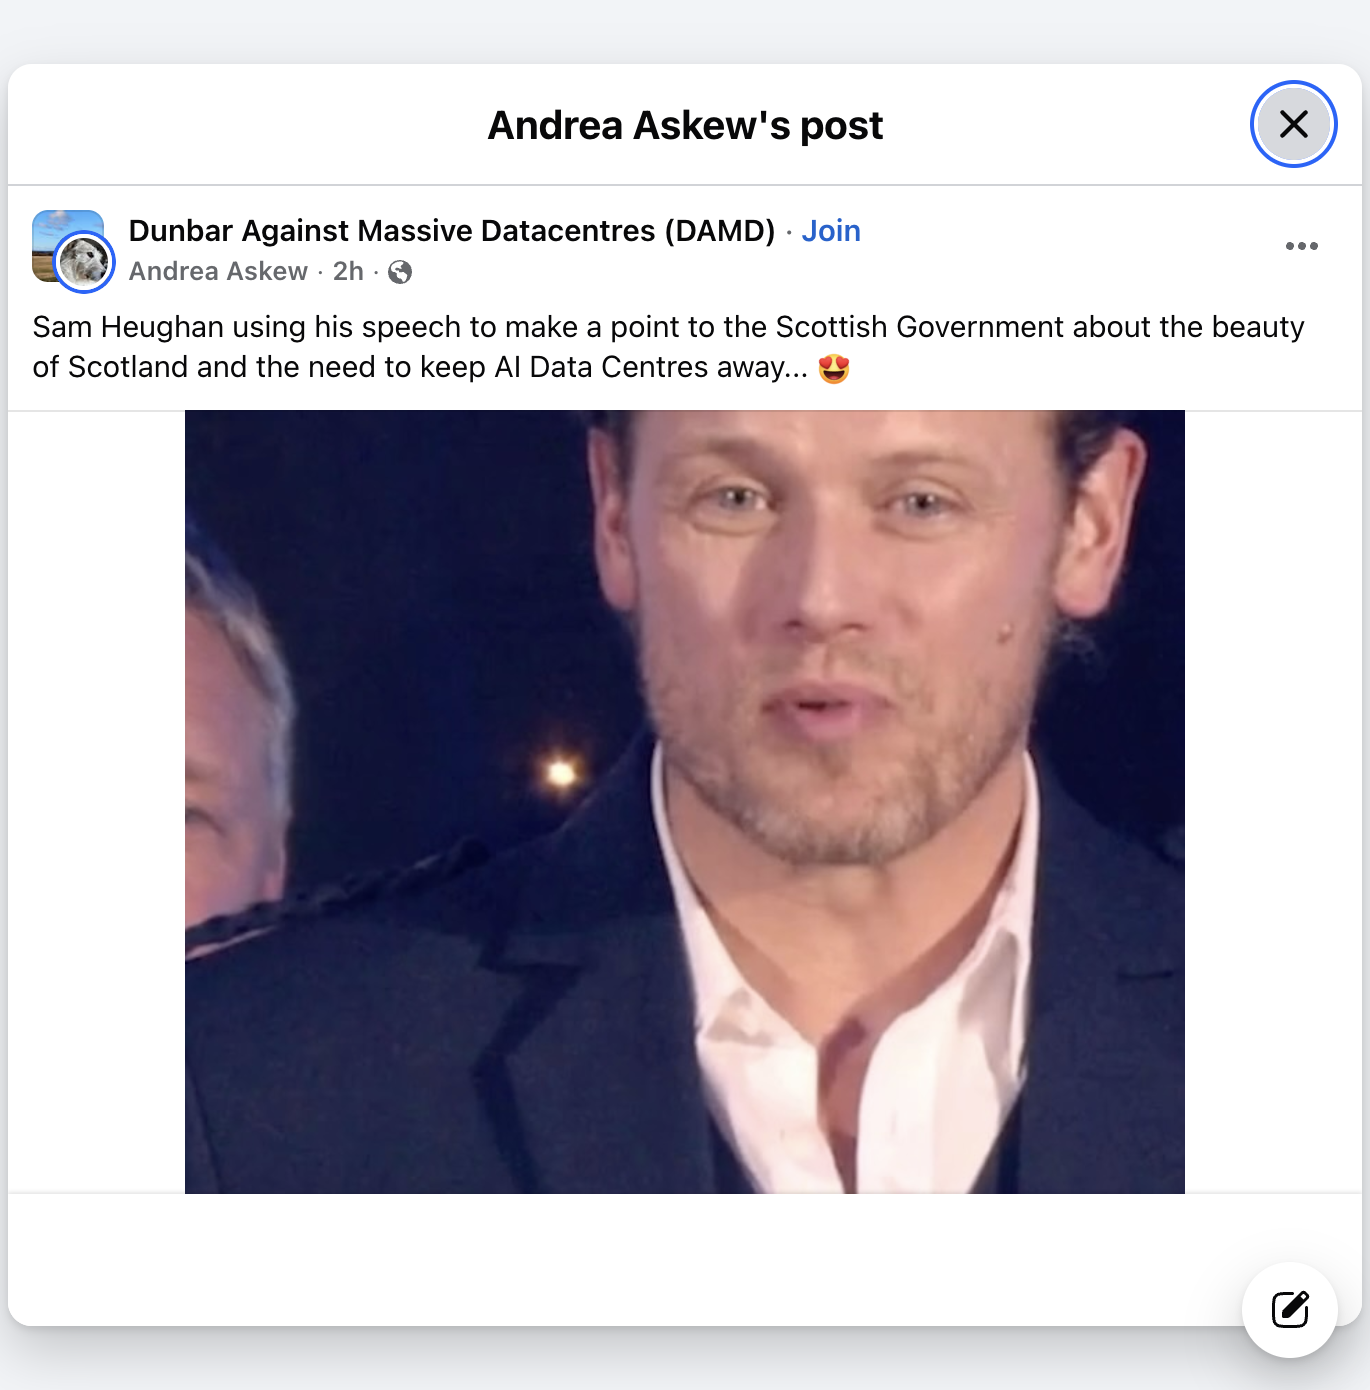 Andrea Askew's post
Dunbar Against Massive Datacentres (DAMD) · Join
Andrea Askew · 2h ·
Sam Heughan using his speech to make a point to the Scottish Government about the beauty
of Scotland and the need to keep AI Data Centres away... 😍